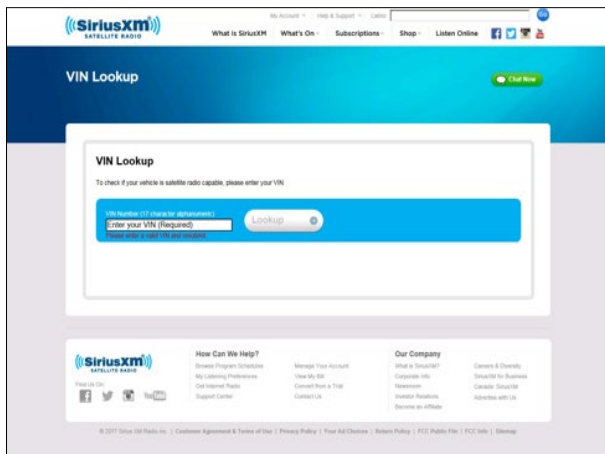 My Account Help & Support Latino
Go
((SiriusXM))
SATELLITE RADIO
What is SiriusXM What's On Subscriptions Shop Listen Online
VIN Lookup
Chat Now
VIN Lookup
To check if your vehicle is satellite radio capable, please enter your VIN
VIN Number (17 character alphanumeric)
Enter your VIN (Required)
Lookup
Please enter a valid VIN and resubmit.
((SiriusXM))
SATELLITE RADIO
Find Us On:
YouTube
How Can We Help?
Browse Program Schedules
My Listening Preferences
Get Internet Radio
Support Center
Manage Your Account
View My Bill
Convert from a Trial
Contact Us
Our Company
What is SiriusXM?
Corporate Info
Newsroom
Investor Relations
Become an Affiliate
Careers & Diversity
SiriusXM for Business
Canada: SiriusXM
Advertise with Us
© 2017 Sirius XM Radio Inc. | Customer Agreement & Terms of Use | Privacy Policy | Your Ad Choices | Return Policy | FCC Public File | FCC Info | Sitemap